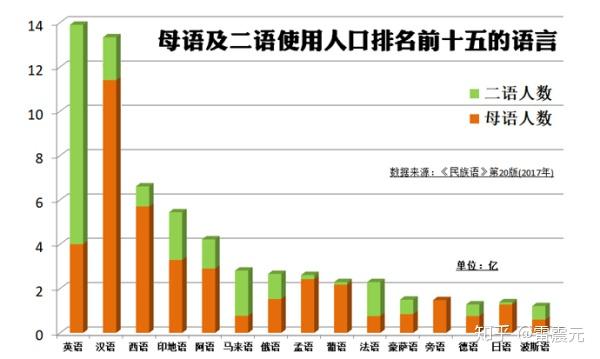 母语及二语使用人口排名前十五的语言
14
12
10
8
6
4
2
0
二语人数
母语人数
数据来源：《民族语》第20版(2017年)
单位：亿
英语 汉语 西语 印地语 阿语 马来语 俄语 孟语 葡语 法语 豪萨语 旁语 德语 日语 波斯语
知乎 @雷震元